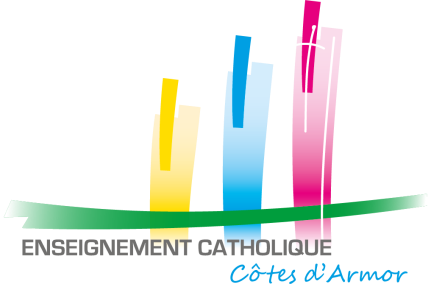 ENSEIGNEMENT CATHOLIQUE
Côtes d'Armor